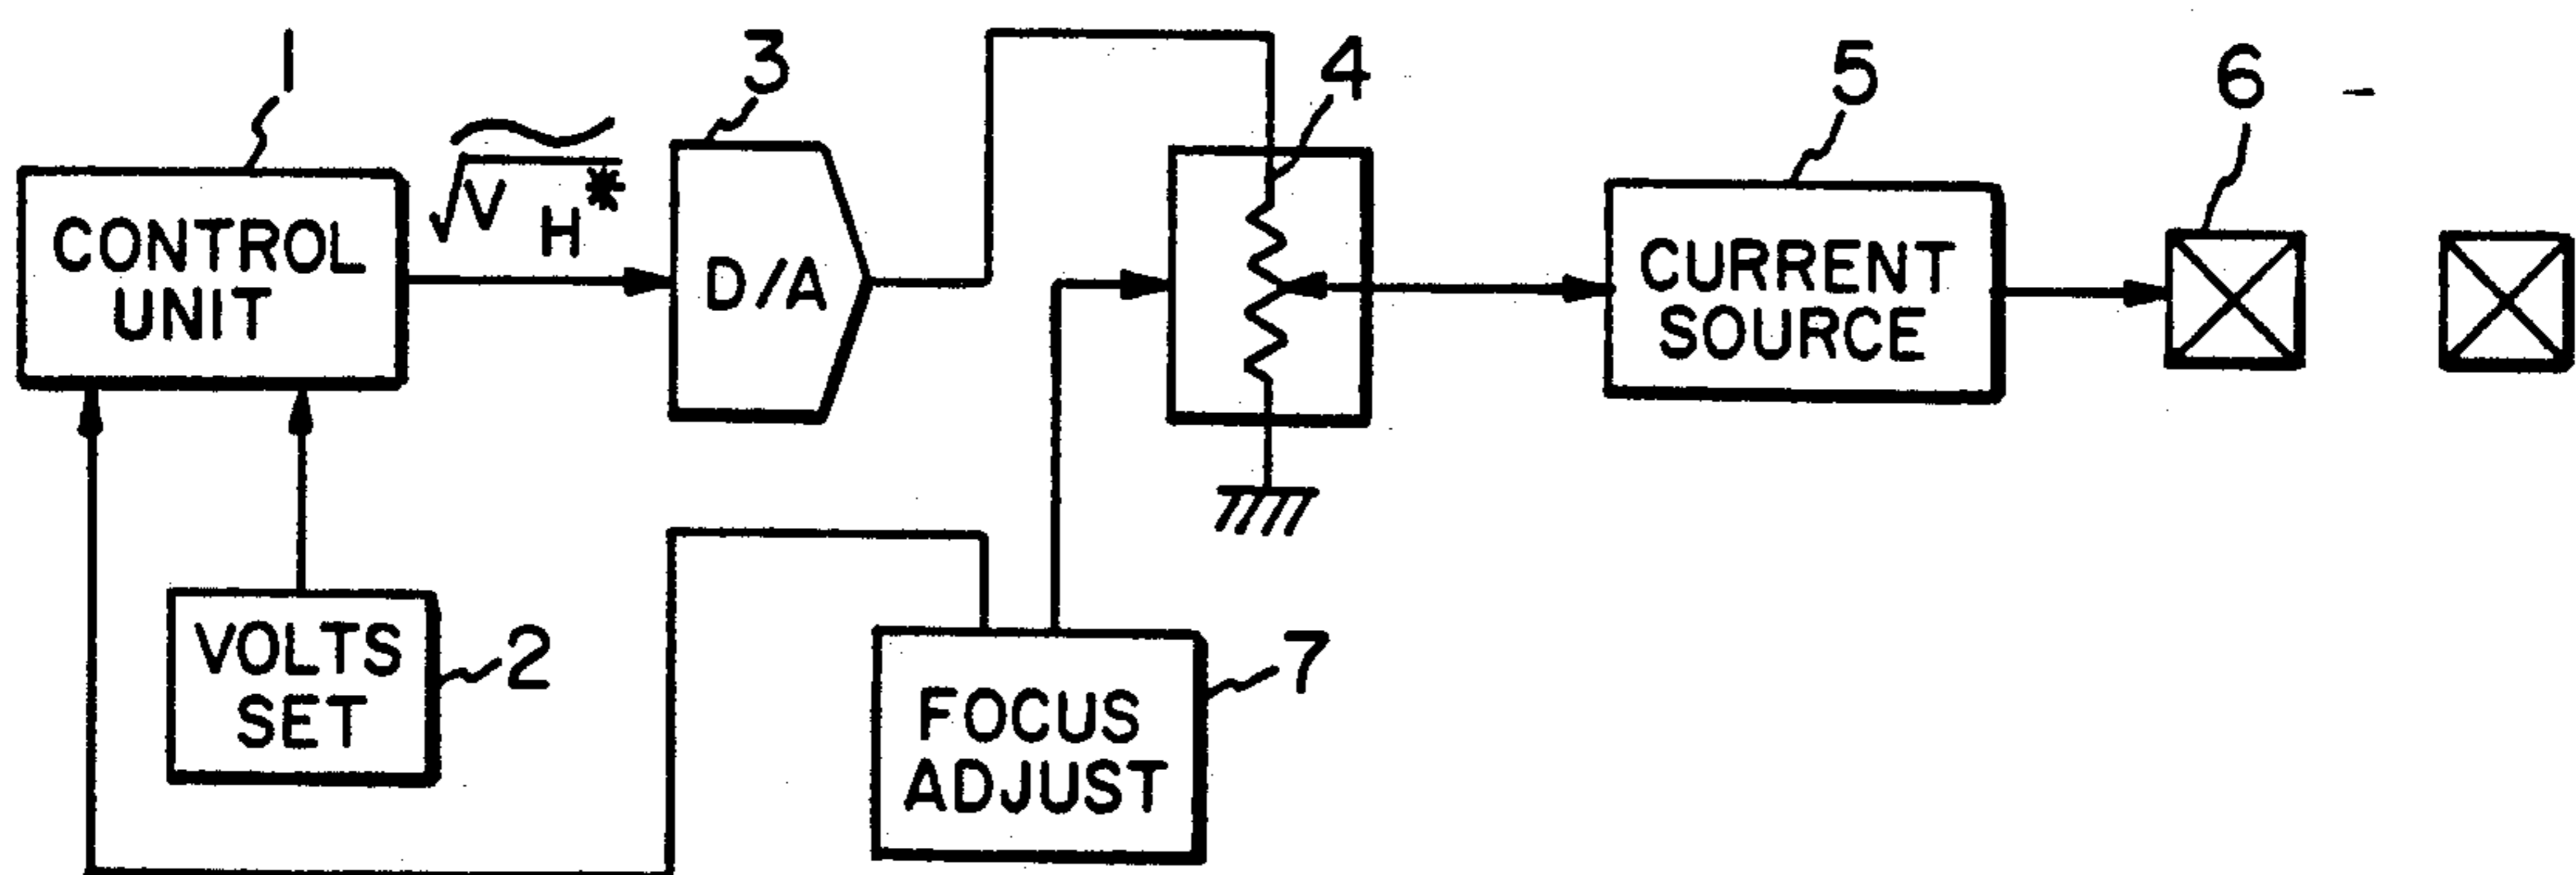 1
3
4
5
6
CONTROL
UNIT
√V H*
D/A
CURRENT
SOURCE
VOLTS
SET
2
FOCUS
ADJUST
7